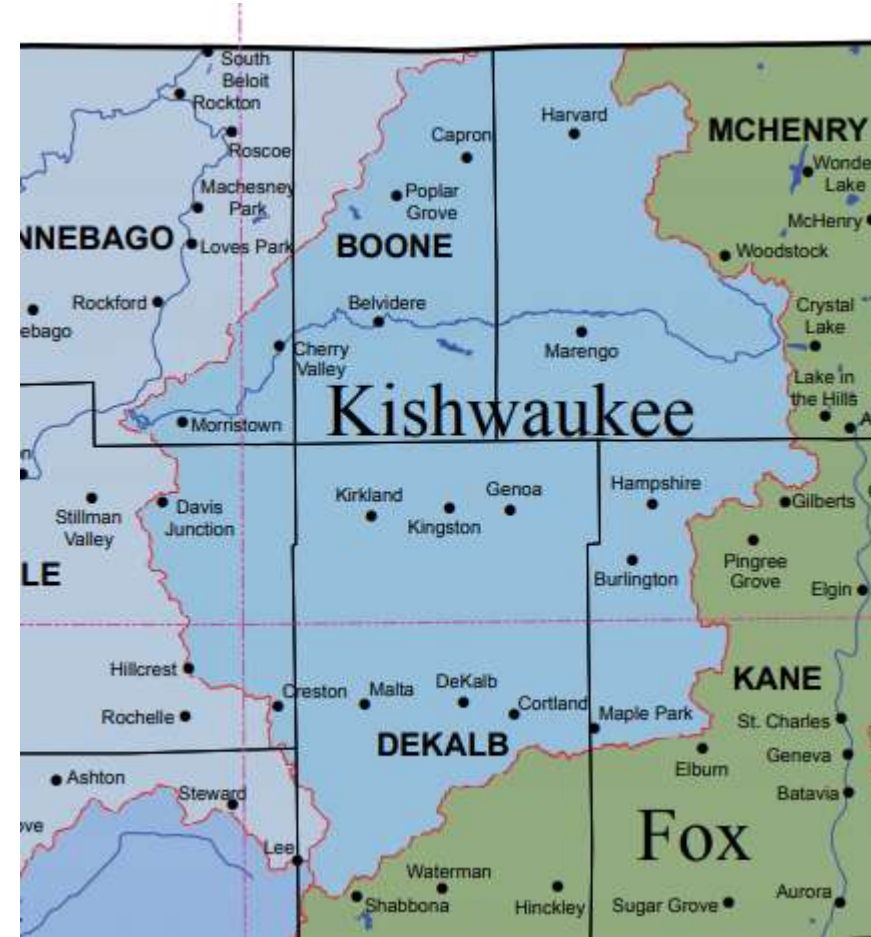 South
Beloit
Rockton
Roscoe
Capron
Harvard
MCHENRY
Machesney
Park
Poplar
Grove
Lake
McHenry
NNEBAGO
Loves Park
BOONE
Woodstock
Rockford
Belvidere
Crystal
Lake
ebago
Cherry
Valley
Marengo
Lake in
the Hills
Kishwaukee
Morristown
A
n
Stillman
Valley
Davis
Junction
Kirkland
Kingston
Genoa
Hampshire
Gilberts
Pingree
Grove
LE
Burlington
Elgin
Hillcrest
Creston
Malta
DeKalb
Cortland
KANE
Rochelle
Maple Park
St. Charles
DEKALB
Elburn
Geneva
Ashton
Steward
Batavia
ove
Lee
Fox
Waterman
Shabbona
Hinckley
Sugar Grove
Aurora